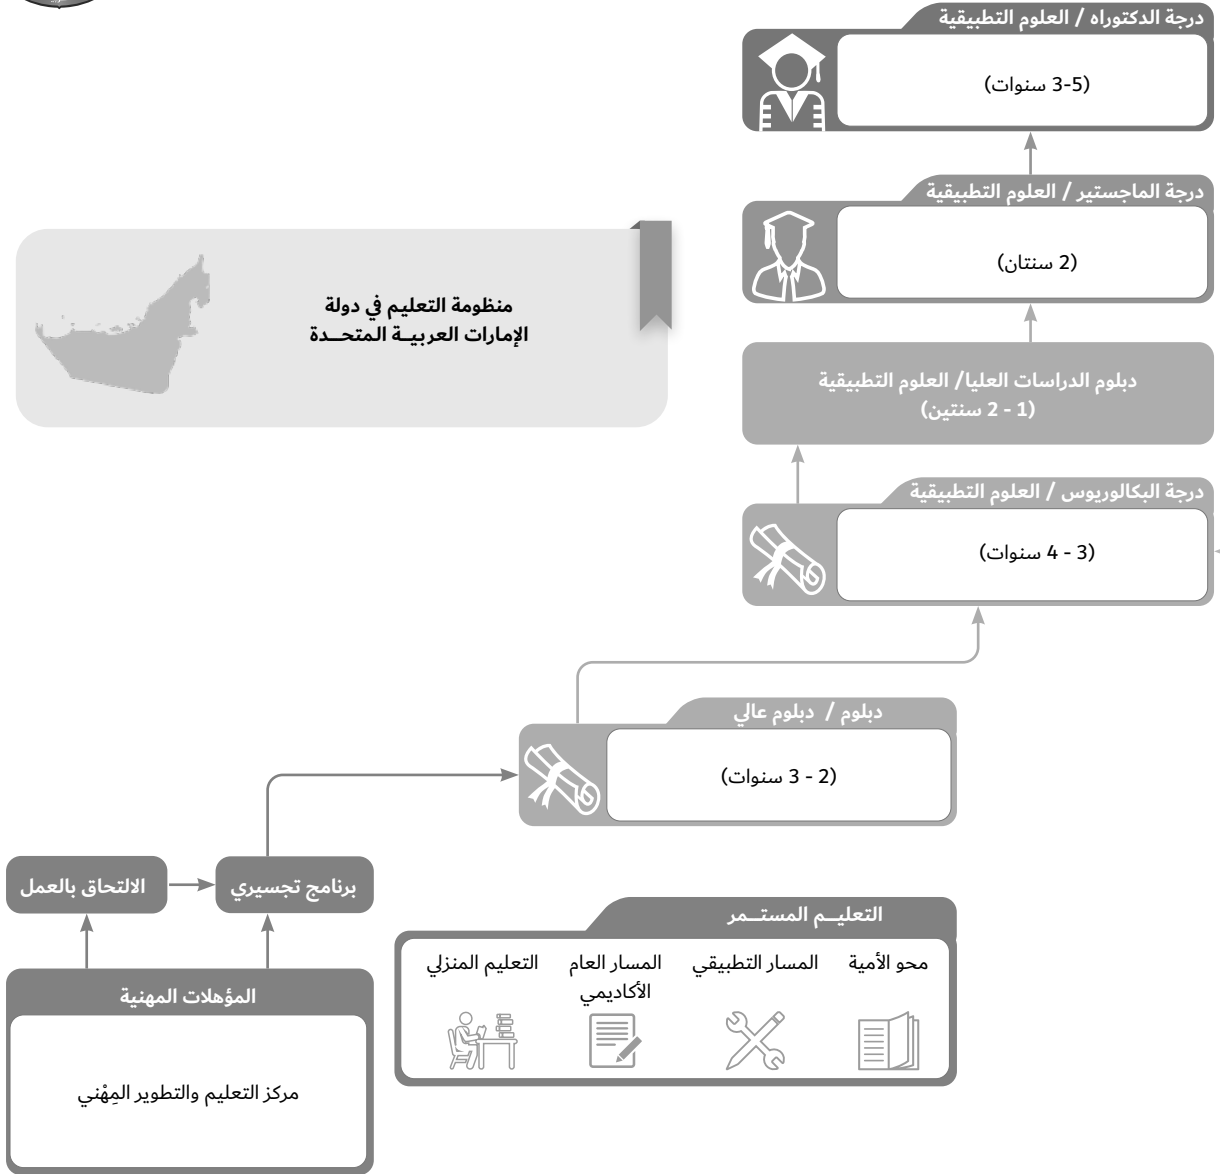 درجة الدكتوراه / العلوم التطبيقية
(3-5 سنوات)
درجة الماجستير / العلوم التطبيقية
(2 سنتان)
منظومة التعليم في دولة
الإمارات العربيــة المتحــدة
دبلوم الدراسات العليا/ العلوم التطبيقية
(1 - 2 سنتين)
درجة البكالوريوس / العلوم التطبيقية
(3 - 4 سنوات)
دبلوم / دبلوم عالي
(2 - 3 سنوات)
برنامج تجسيري
الالتحاق بالعمل
التعليــم المستــمر
محو الأمية
المسار التطبيقي
المسار العام
الأكاديمي
التعليم المنزلي
المؤهلات المهنية
مركز التعليم والتطوير المِهْني